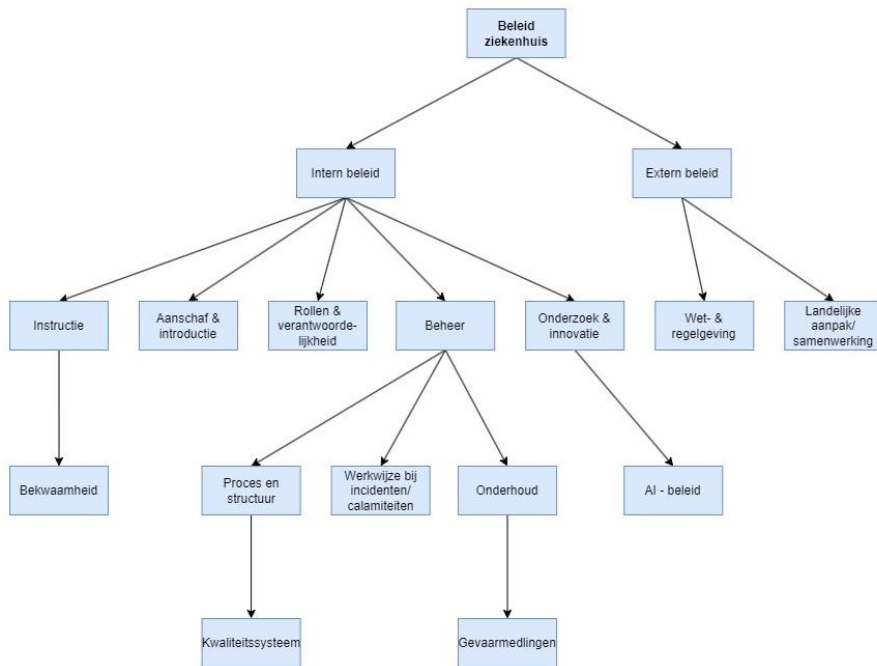 Beleid
ziekenhuis
Intern beleid
Extern beleid
Instructie
Aanschaf &
introductie
Rollen &
verantwoorde-
lijkheid
Beheer
Onderzoek &
innovatie
Wet- &
regelgeving
Landelijke
aanpak/
samenwerking
Bekwaamheid
Proces en
structuur
Werkwijze bij
incidenten/
calamiteiten
Onderhoud
AI - beleid
Kwaliteitssysteem
Gevaarmedlingen